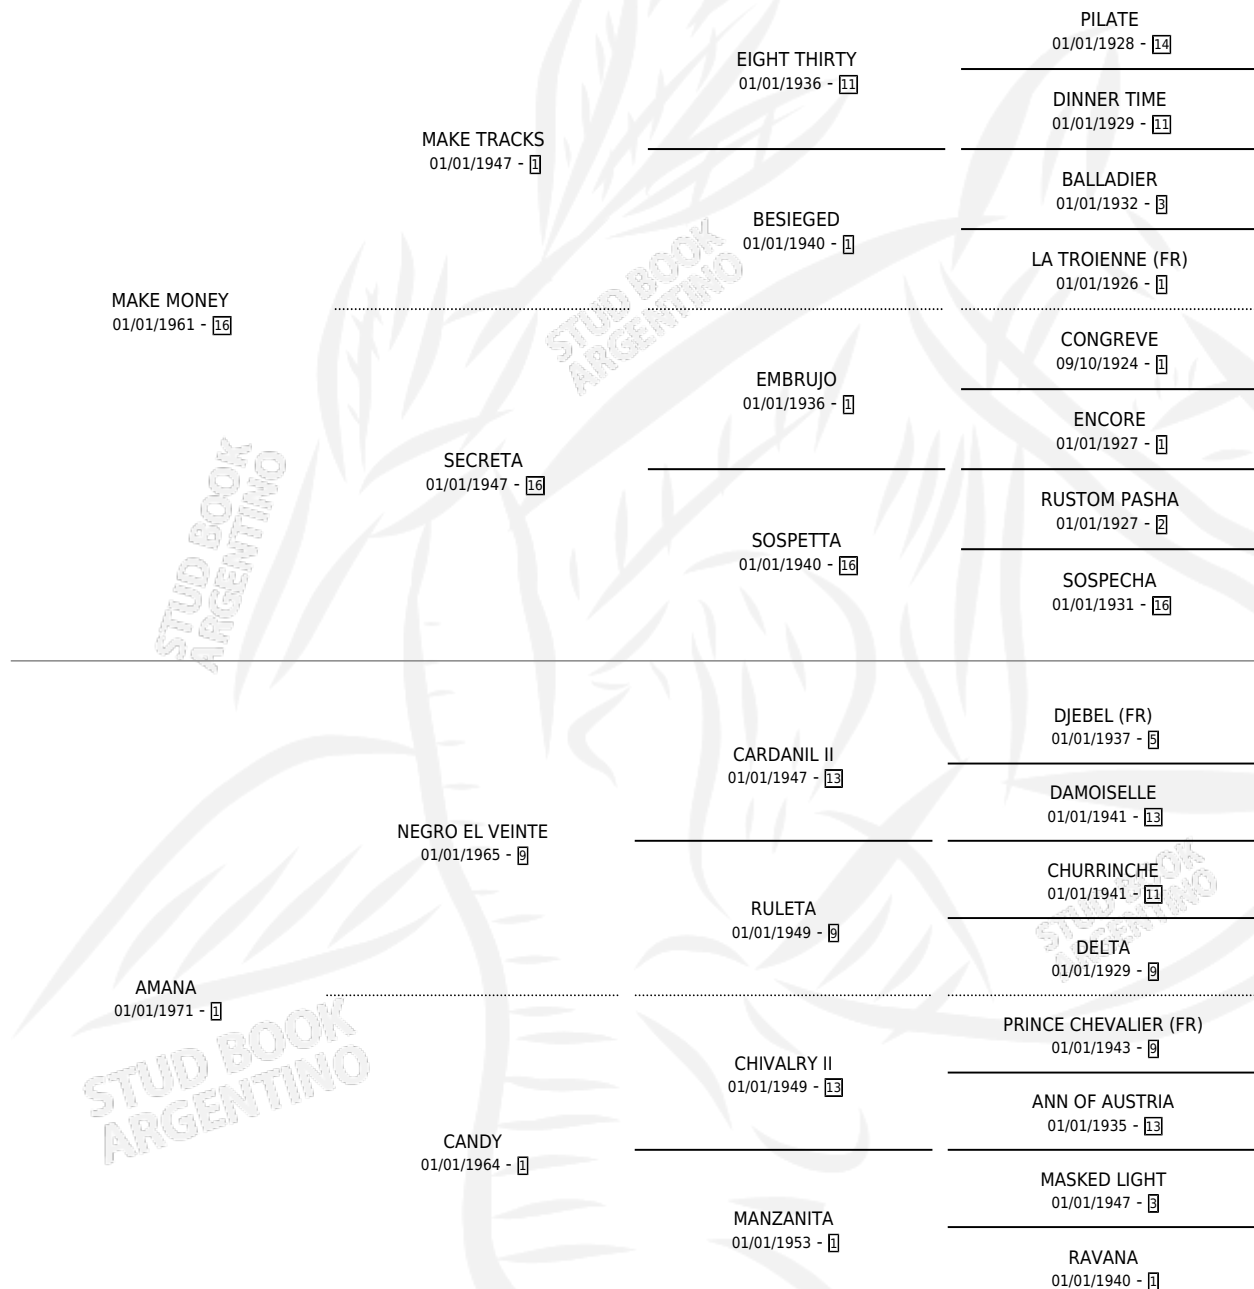 PILATE
01/01/1928 - 14
EIGHT THIRTY
01/01/1936 - 11
DINNER TIME
01/01/1929 - 11
MAKE TRACKS
01/01/1947 - 1
BALLADIER
01/01/1932 - 3
BESIEGED
01/01/1940 - 1
LA TROIENNE (FR)
01/01/1926 - 1
MAKE MONEY
01/01/1961 - 16
CONGREVE
09/10/1924 - 1
EMBRUJO
01/01/1936 - 1
ENCORE
01/01/1927 - 1
SECRETA
01/01/1947 - 16
RUSTOM PASHA
01/01/1927 - 2
SOSPETTA
01/01/1940 - 16
SOSPECHA
01/01/1931 - 16
STUD BOOK
ARGENTINO
STUD BOOK
ARGENTINO
DJEBEL (FR)
01/01/1937 - 5
CARDANIL II
01/01/1947 - 13
DAMOISELLE
01/01/1941 - 13
NEGRO EL VEINTE
01/01/1965 - 9
CHURRINCHE
01/01/1941 - 11
RULETA
01/01/1949 - 9
DELTA
01/01/1929 - 9
AMANA
01/01/1971 - 1
PRINCE CHEVALIER (FR)
01/01/1943 - 9
CHIVALRY II
01/01/1949 - 13
ANN OF AUSTRIA
01/01/1935 - 13
CANDY
01/01/1964 - 1
MASKED LIGHT
01/01/1947 - 3
MANZANITA
01/01/1953 - 1
RAVANA
01/01/1940 - 1
STUD BOOK
ARGENTINO
STUD BOOK
ARGENTINO